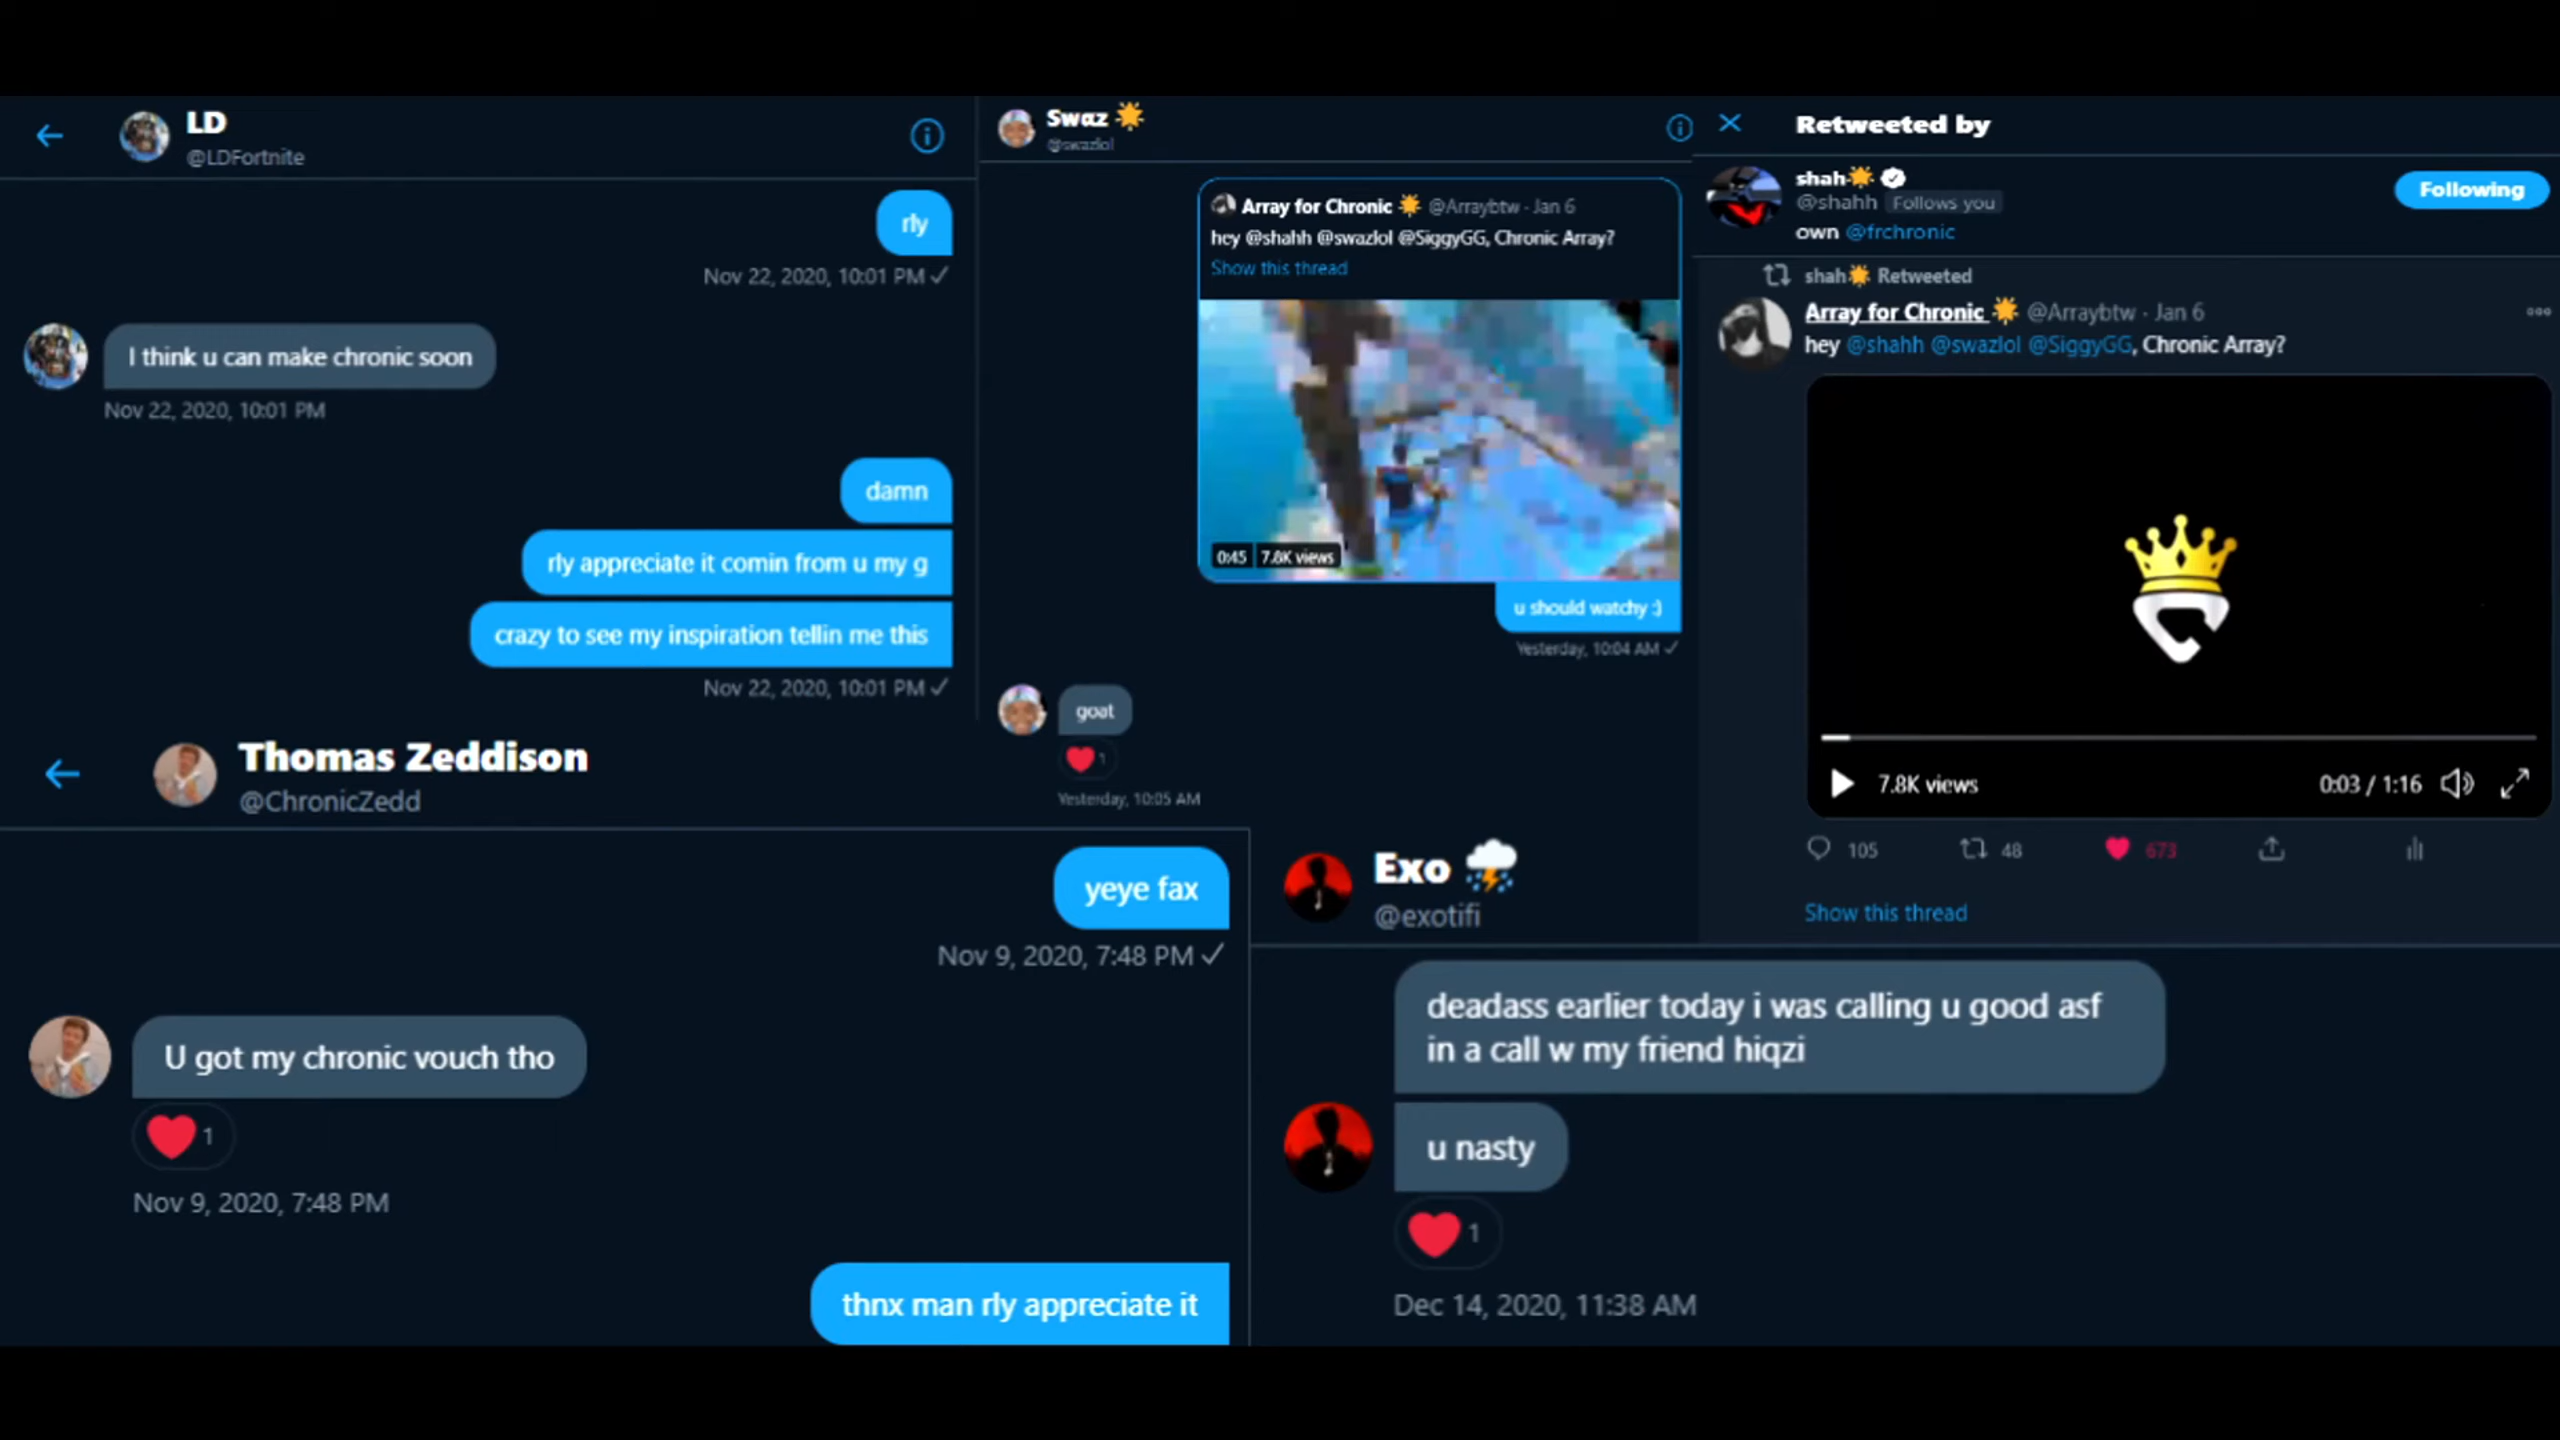 LD
@LDFortnite
rly
Nov 22, 2020, 10:01 PM ✓
I think u can make chronic soon
Nov 22, 2020, 10:01 PM
damn
rly appreciate it comin from u my g
crazy to see my inspiration tellin me this
Nov 22, 2020, 10:01 PM ✓
Swaz 🌟
@swazlol
Array for Chronic 🌟 @Arraybtw · Jan 6
hey @shahh @swazlol @SiggyGG, Chronic Array?
Show this thread
0:45 7.8K views
u should watchy :)
Yesterday, 10:04 AM ✓
goat
❤️ 1
Yesterday, 10:05 AM
Retweeted by
shah🌟
@shahh Follows you
own @frchronic
Following
shah🌟 Retweeted
Array for Chronic 🌟 @Arraybtw · Jan 6
hey @shahh @swazlol @SiggyGG, Chronic Array?
7.8K views
0:03 / 1:16
105
48
673
Show this thread
Thomas Zeddison
@ChronicZedd
yeye fax
Nov 9, 2020, 7:48 PM ✓
U got my chronic vouch tho
❤️ 1
Nov 9, 2020, 7:48 PM
thnx man rly appreciate it
Exo ⛈️
@exotifi
deadass earlier today i was calling u good asf
in a call w my friend hiqzi
u nasty
❤️ 1
Dec 14, 2020, 11:38 AM